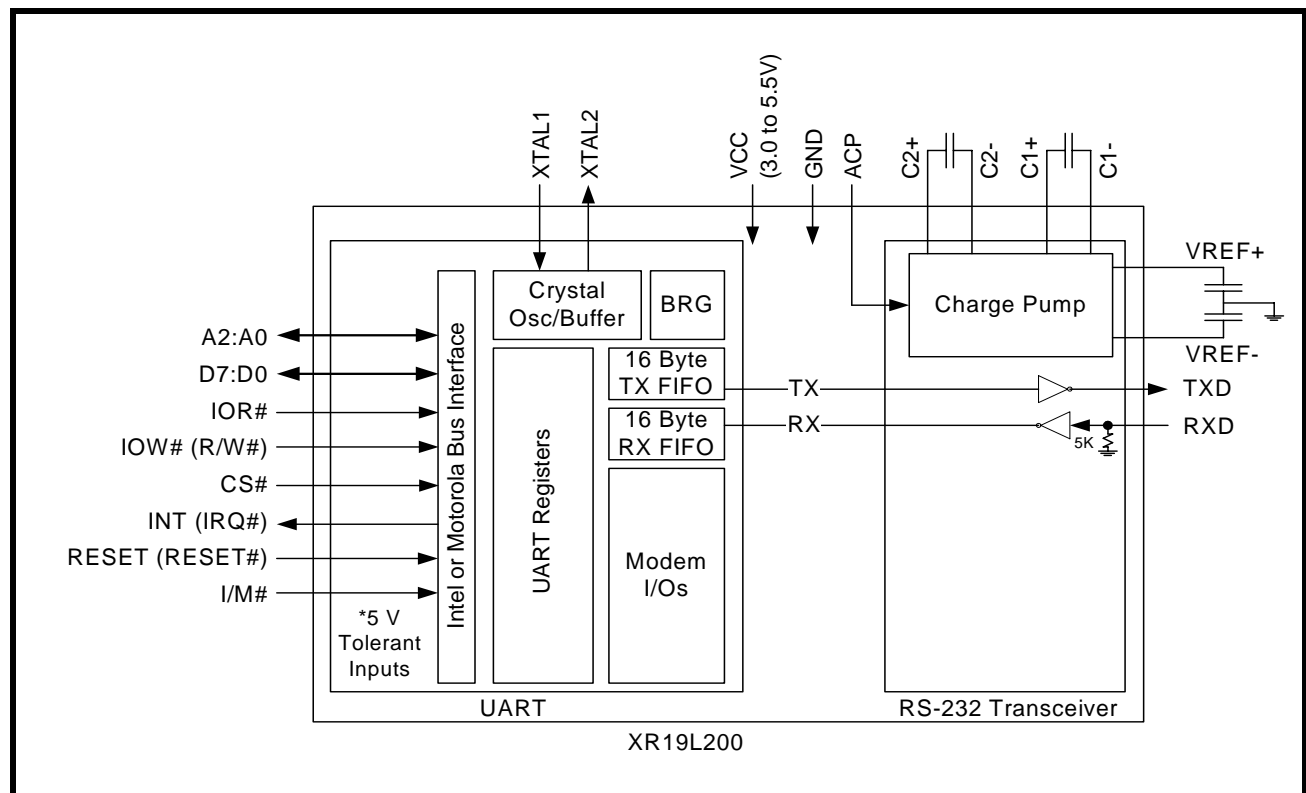 XTAL1
XTAL2
VCC
(3.0 to 5.5V)
GND
ACP
C2+
C2-
C1+
C1-
VREF+
VREF-
Charge Pump
Crystal
Osc/Buffer
BRG
A2:A0
D7:D0
IOR#
IOW# (R/W#)
CS#
INT (IRQ#)
RESET (RESET#)
I/M#
*5 V
Tolerant
Inputs
Intel or Motorola Bus Interface
UART Registers
16 Byte
TX FIFO
16 Byte
RX FIFO
Modem
I/Os
TX
RX
5K
TXD
RXD
UART
RS-232 Transceiver
XR19L200